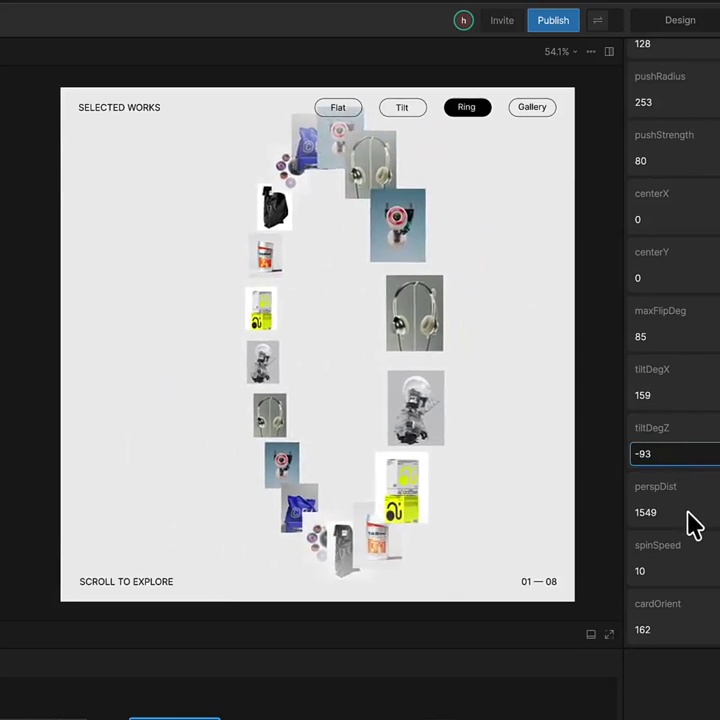 h
Invite
Publish
Design
54.1%
SELECTED WORKS
Flat
Tilt
Ring
Gallery
SCROLL TO EXPLORE
01 — 08
128
pushRadius
253
pushStrength
80
centerX
0
centerY
0
maxFlipDeg
85
tiltDegX
159
tiltDegZ
-93
perspDist
1549
spinSpeed
10
cardOrient
162